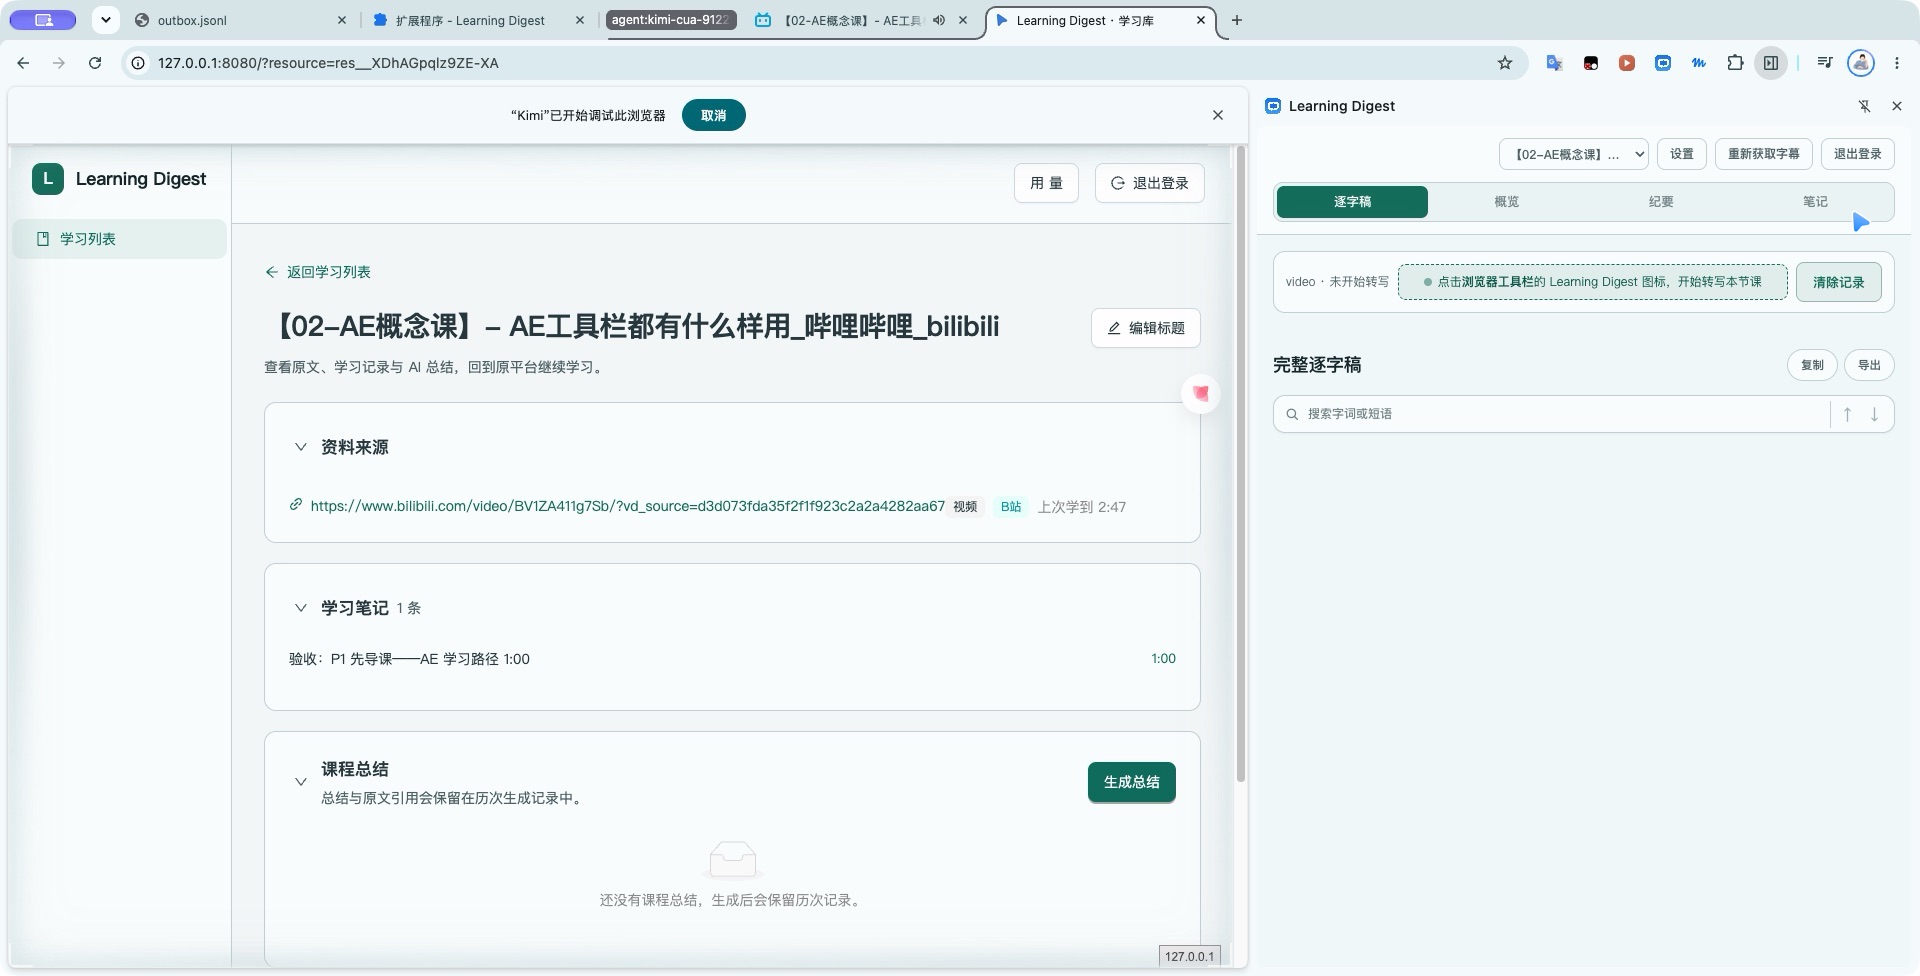 outbox.jsonl
扩展程序 - Learning Digest
agent:kimi-cua-9122
【02-AE概念课】- AE工具
Learning Digest · 学习库
127.0.0.1:8080/?resource=res__XDhAGpqlz9ZE-XA
“Kimi”已开始调试此浏览器
取消
L
Learning Digest
学习列表
用 量
退出登录
返回学习列表
【02-AE概念课】- AE工具栏都有什么样用_哔哩哔哩_bilibili
编辑标题
查看原文、学习记录与 AI 总结，回到原平台继续学习。
资料来源
https://www.bilibili.com/video/BV1ZA411g7Sb/?vd_source=d3d073fda35f2f1f923c2a2a4282aa67 视频 B站 上次学到 2:47
学习笔记 1 条
验收：P1 先导课——AE 学习路径 1:00
1:00
课程总结
总结与原文引用会保留在历次生成记录中。
生成总结
还没有课程总结，生成后会保留历次记录。
127.0.0.1
Learning Digest
【02-AE概念课】...
设置
重新获取字幕
退出登录
逐字稿
概览
纪要
笔记
video · 未开始转写
点击浏览器工具栏的 Learning Digest 图标，开始转写本节课
清除记录
完整逐字稿
复制
导出
搜索字词或短语